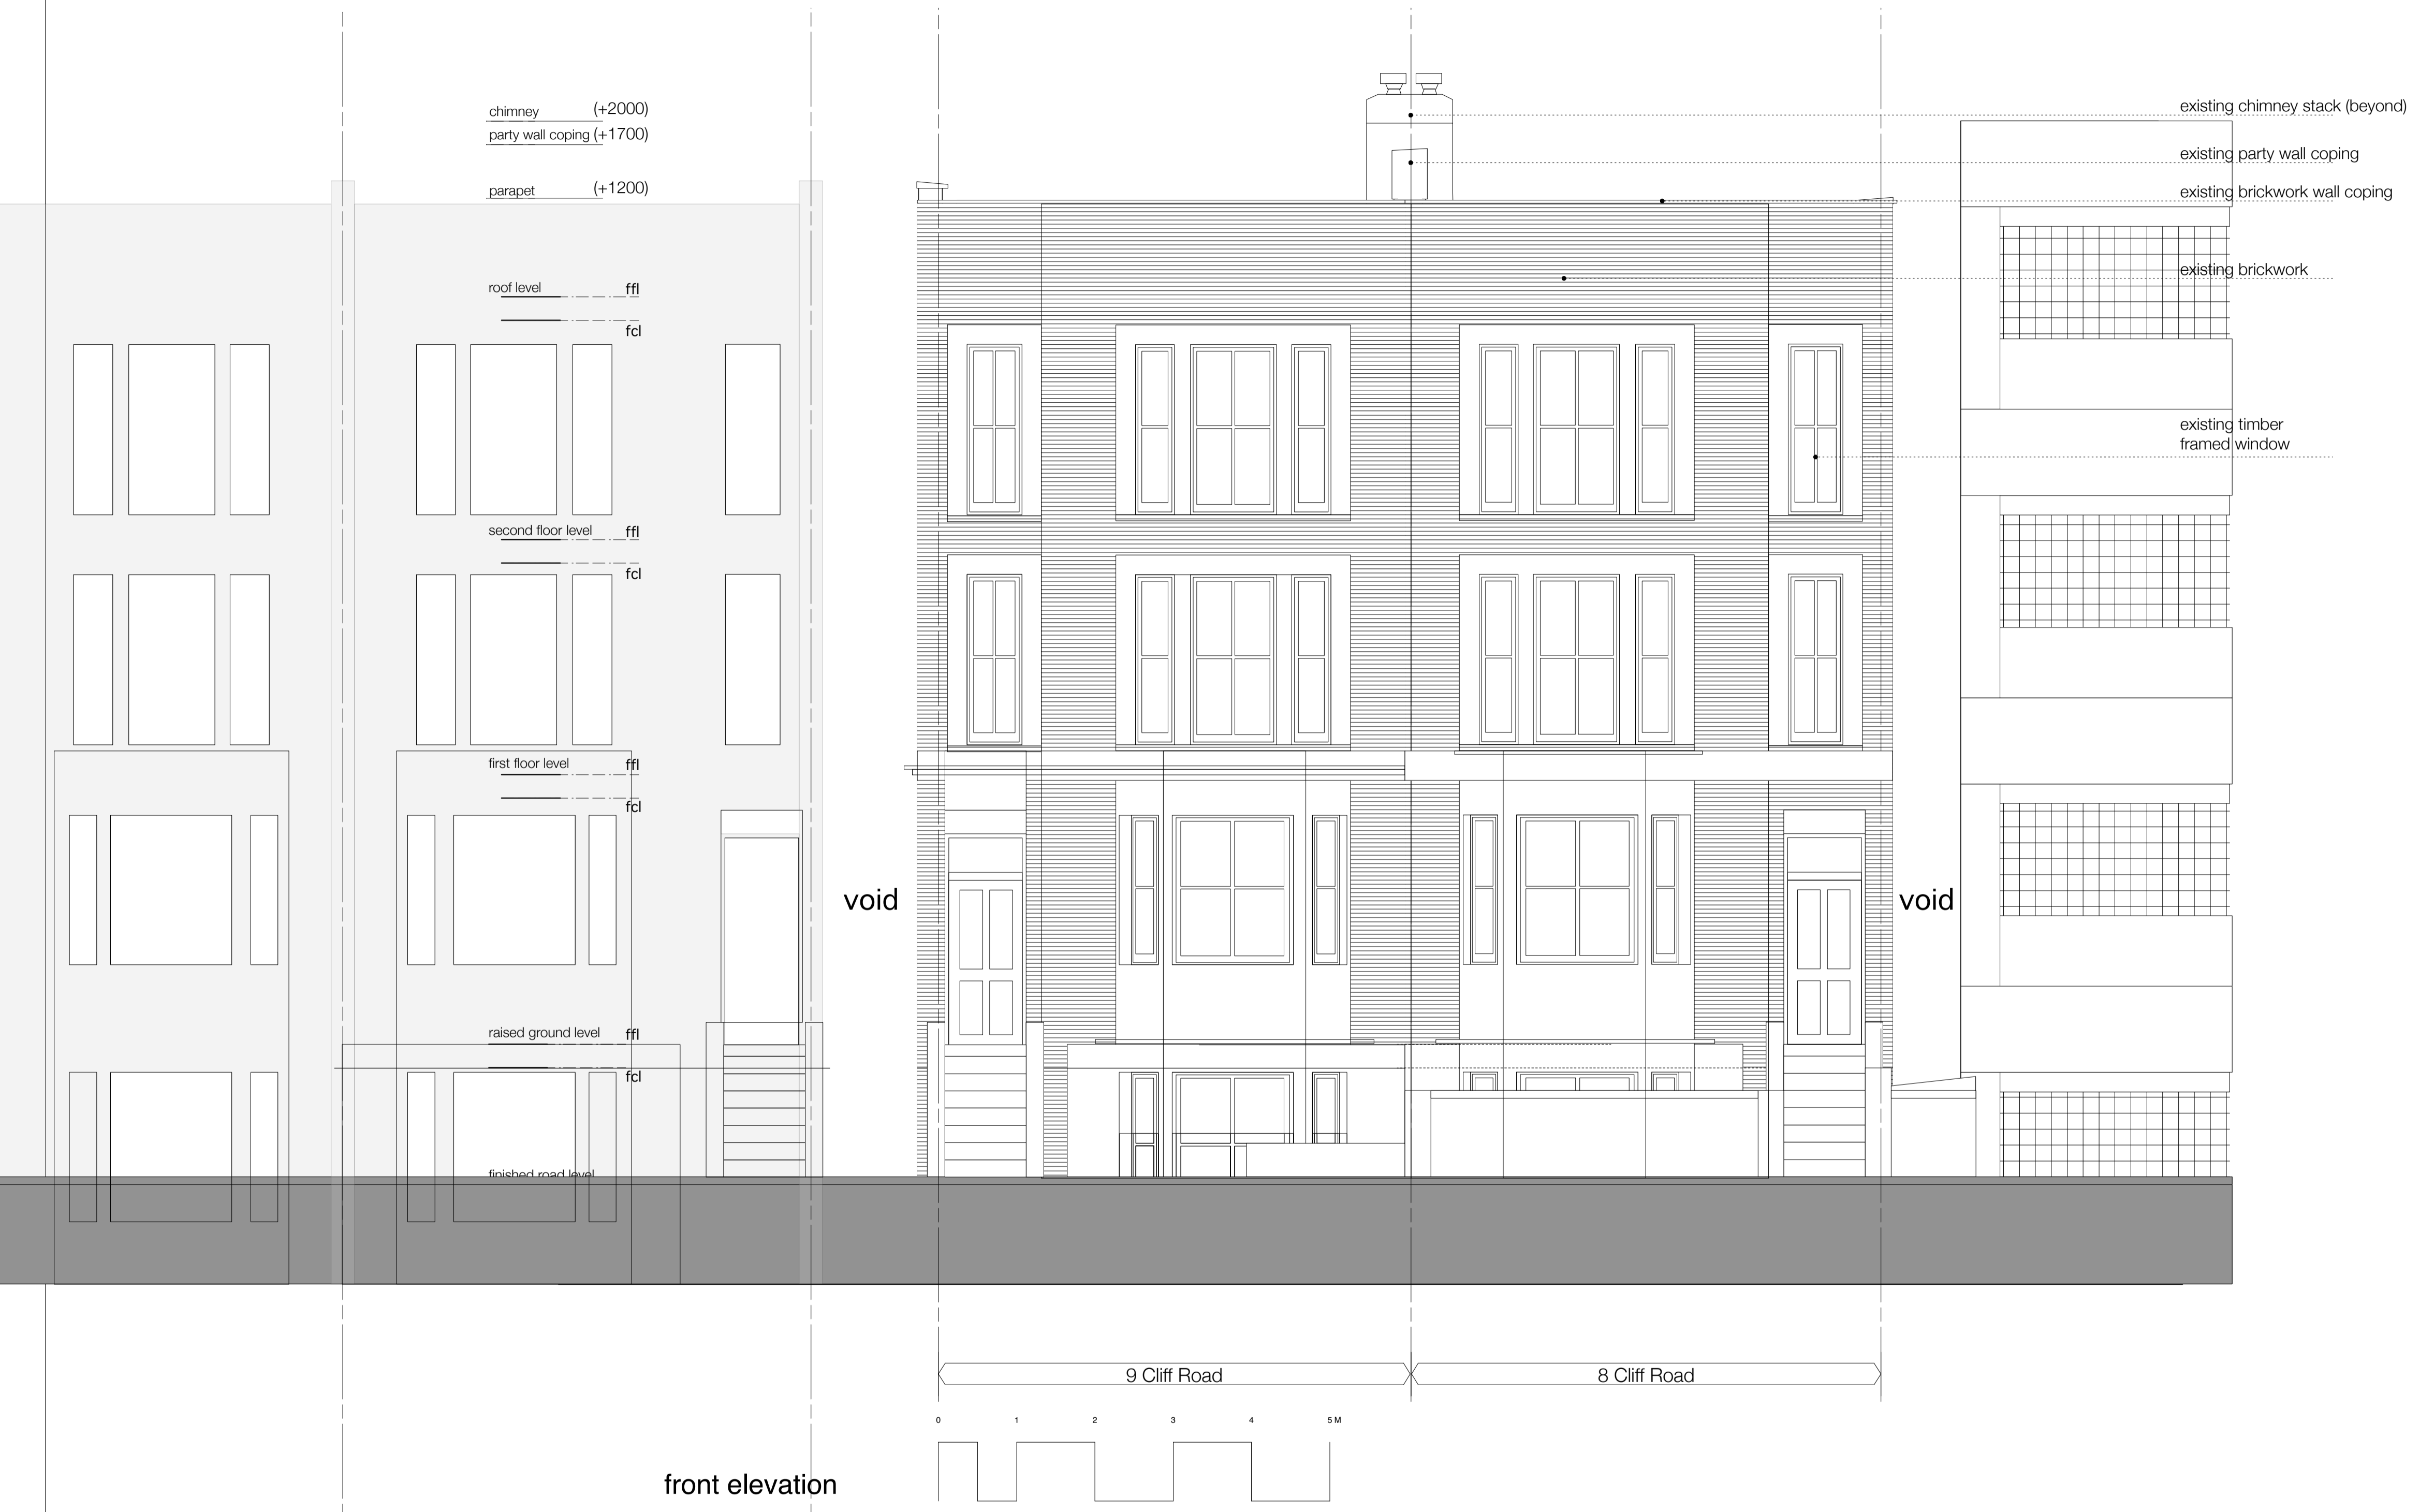 chimney (+2000)
party wall coping (+1700)
parapet (+1200)
roof level ffl
fcl
second floor level ffl
fcl
first floor level ffl
fcl
raised ground level ffl
fcl
finished road level
void
void
existing chimney stack (beyond)
existing party wall coping
existing brickwork wall coping
existing brickwork
existing timber
framed window
9 Cliff Road
8 Cliff Road
0 1 2 3 4 5 M
front elevation